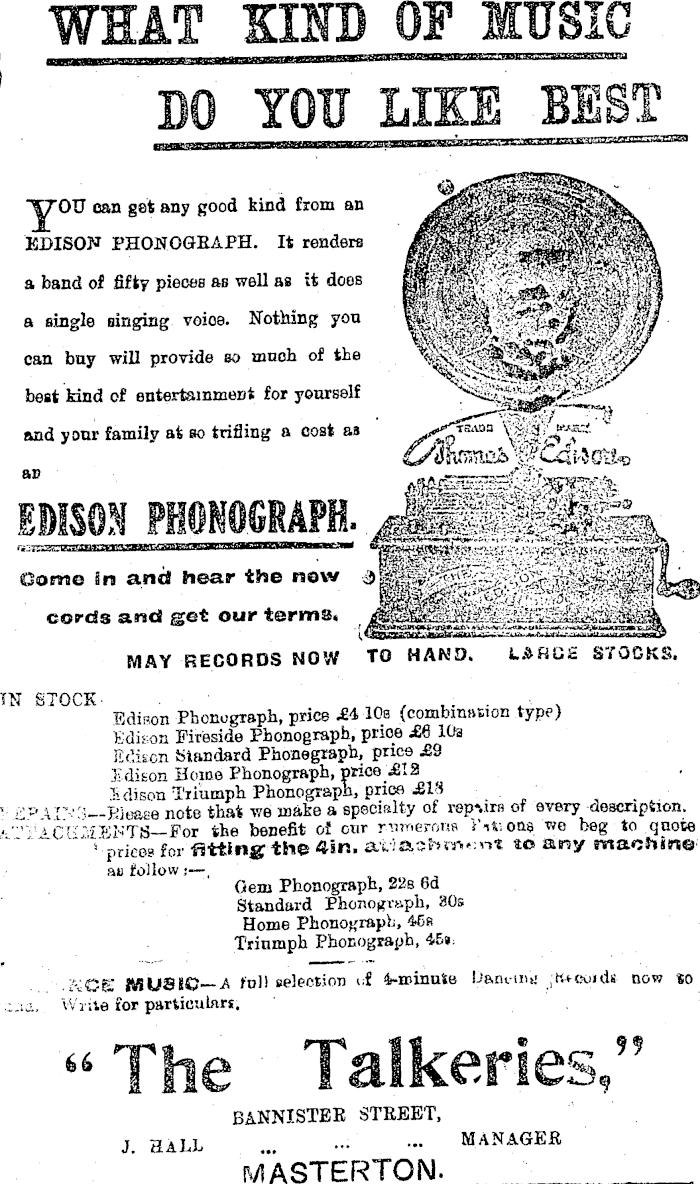 WHAT KIND OF MUSIC
DO YOU LIKE BEST
YOU can get any good kind from an
EDISON PHONOGRAPH. It renders
a band of fifty pieces as well as it does
a single singing voice. Nothing you
can buy will provide so much of the
best kind of entertainment for yourself
and your family at so trifling a cost as
an
EDISON PHONOGRAPH.
Come in and hear the new
cords and get our terms.
TRADE MARK
Thomas Edison
THE EDISON
MAY RECORDS NOW TO HAND. LARGE STOCKS.
IN STOCK
Edison Phonograph, price £4 10s (combination type)
Edison Fireside Phonograph, price £6 10s
Edison Standard Phonegraph, price £9
Edison Home Phonograph, price £12
Edison Triumph Phonograph, price £18
REPAIRS—Please note that we make a specialty of repairs of every description.
ATTACHMENTS—For the benefit of our numerous Patrons we beg to quote
prices for fitting the 4in. attachment to any machine
as follow:—
Gem Phonograph, 22s 6d
Standard Phonograph, 30s
Home Phonograph, 45s
Triumph Phonograph, 45s.
NCE MUSIC—A full selection of 4-minute Dancing Records now to
Write for particulars.
"The Talkeries,"
BANNISTER STREET,
J. HALL ... ... ... MANAGER
MASTERTON.